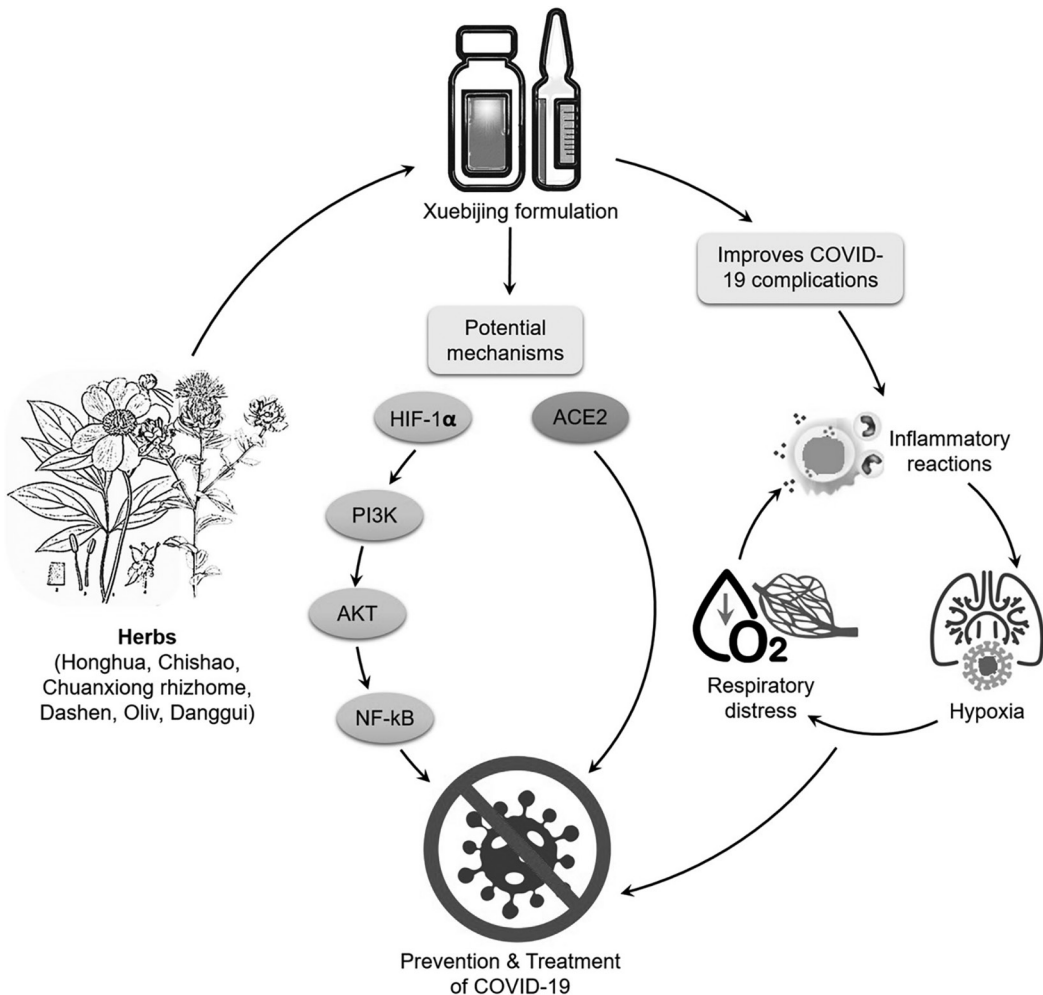 Xuebijing formulation
Improves COVID-
19 complications
Potential
mechanisms
HIF-1α
ACE2
Inflammatory
reactions
PI3K
AKT
NF-kB
O2
Respiratory
distress
Hypoxia
Herbs
(Honghua, Chishao,
Chuanxiong rhizhome,
Dashen, Oliv, Danggui)
Prevention & Treatment
of COVID-19